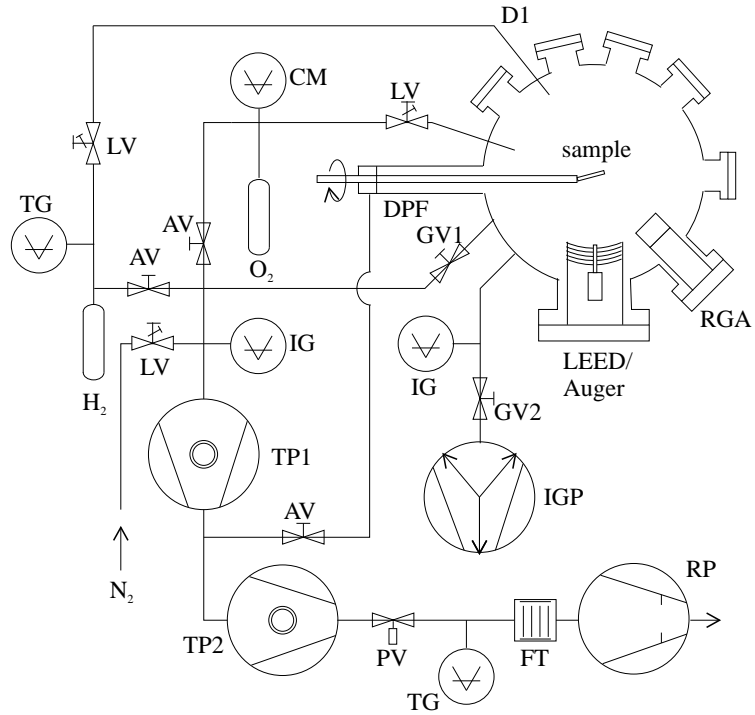 D1
CM
LV
LV
sample
TG
AV
DPF
AV
GV1
O2
RGA
LV
IG
H2
IG
LEED/
Auger
GV2
TP1
IGP
AV
N2
RP
TP2
PV
FT
TG